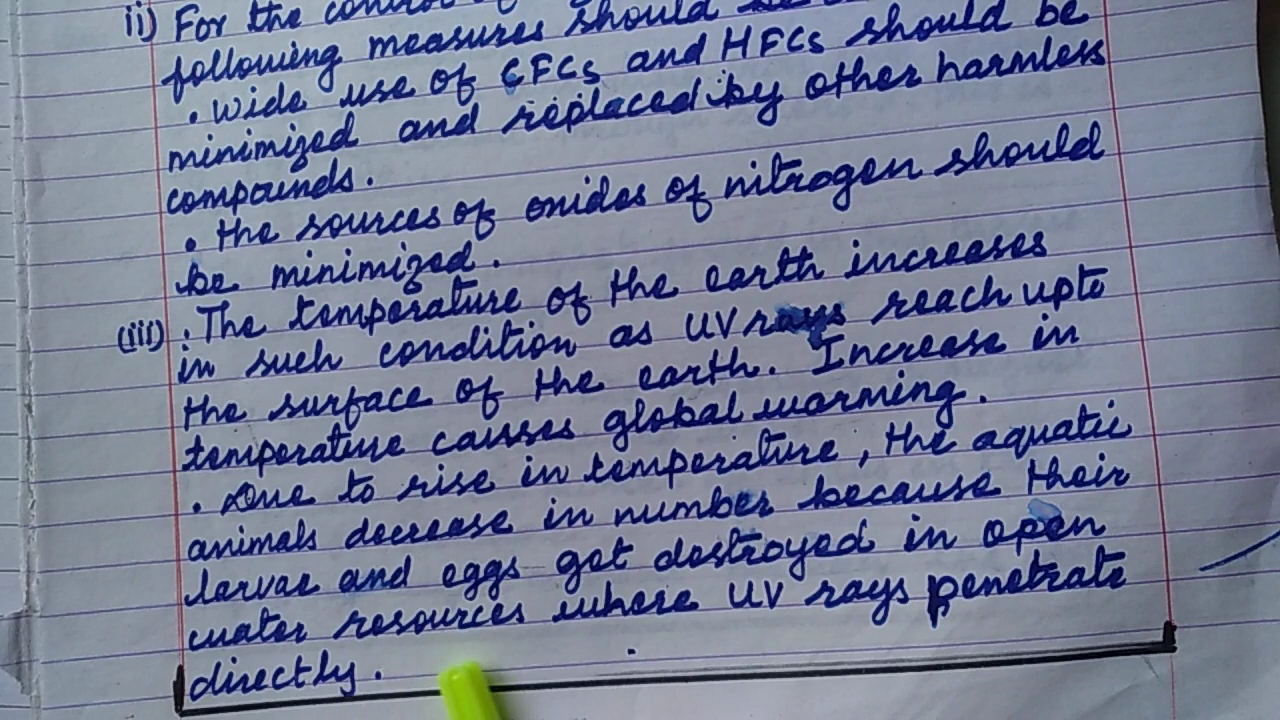 ii) For the control of
following measures should be
• wide use of CFCs and HFCs should be
minimized and replaced by other harmless
compounds.
• the sources of oxides of nitrogen should
be minimized.
(iii) . The temperature of the earth increases
in such condition as UV rays reach upto
the surface of the earth. Increase in
temperature causes global warming.
. Due to rise in temperature, the aquatic
animals decrease in number because their
larvae and eggs get destroyed in open
water resources where UV rays penetrate
directly.